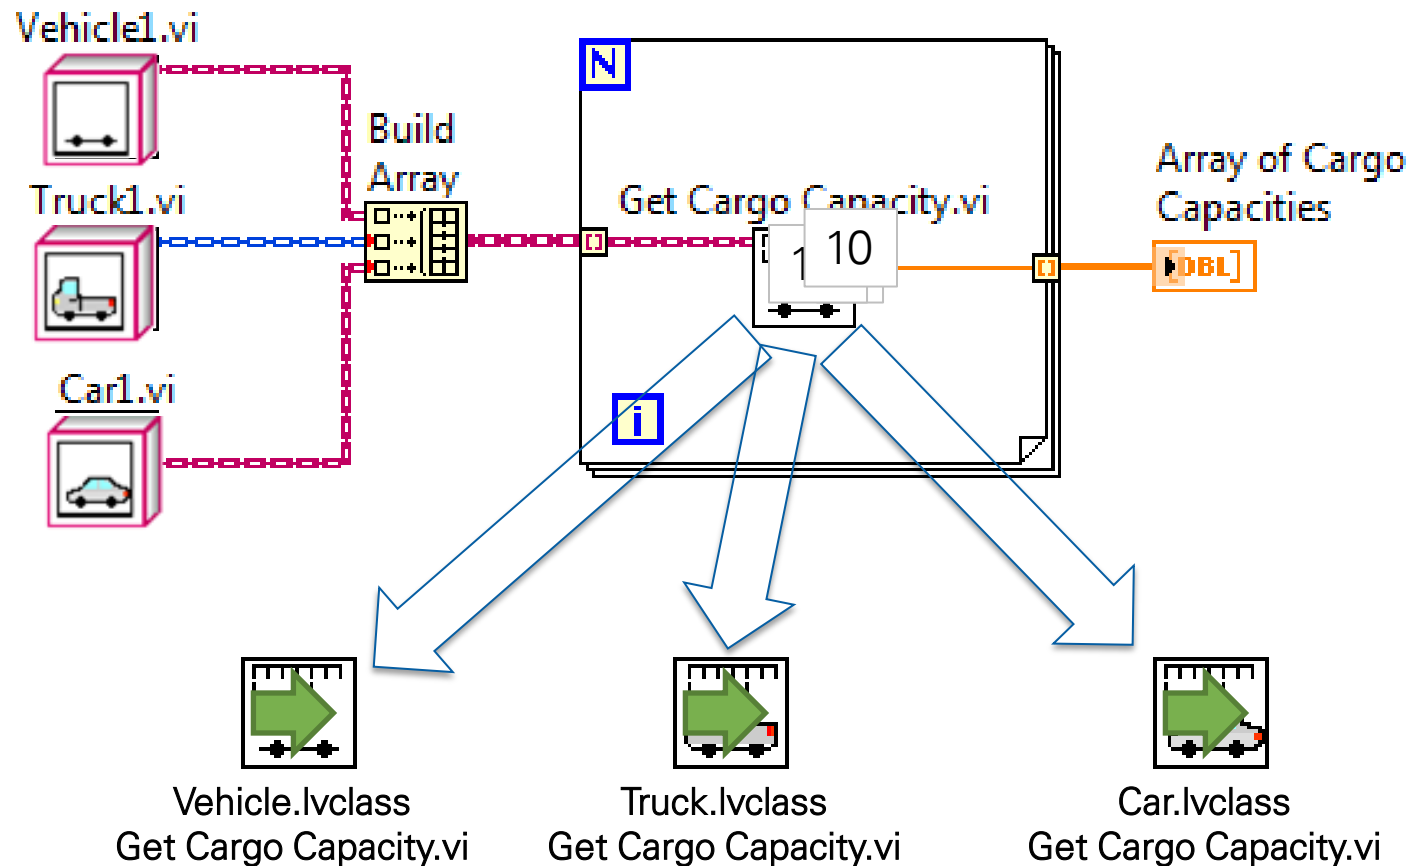 Vehicle1.vi
Build
Array
Truck1.vi
Car1.vi
N
Get Cargo Capacity.vi
10
i
Array of Cargo
Capacities
DBL
Vehicle.lvclass
Get Cargo Capacity.vi
Truck.lvclass
Get Cargo Capacity.vi
Car.lvclass
Get Cargo Capacity.vi